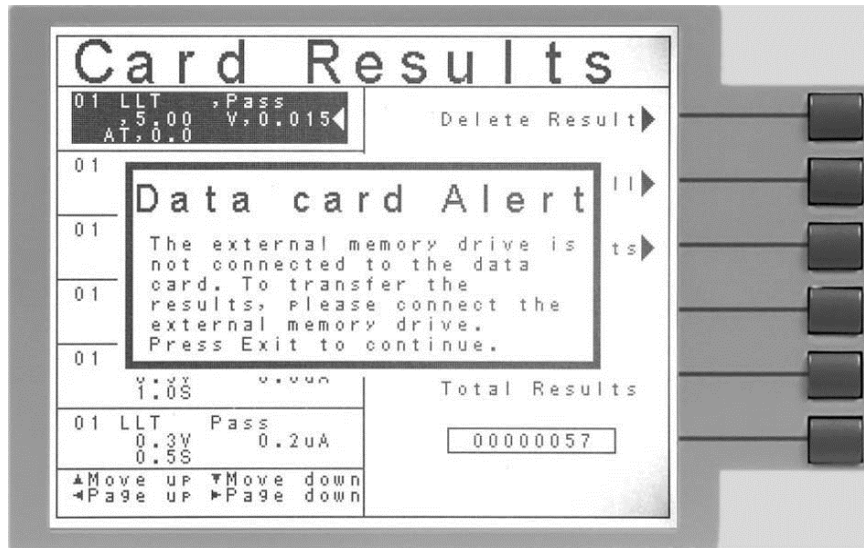 Card Results
01 LLT ,Pass
,5.00 V,0.015
AT,0.0
Delete Result
01
ll
Data card Alert
The external memory drive is
not connected to the data
card. To transfer the
results, please connect the
external memory drive.
Press Exit to continue.
01
ts
01
01
1.0S
Total Results
01 LLT Pass
0.3V 0.2uA
0.5S
00000057
Move up Move down
Page up Page down